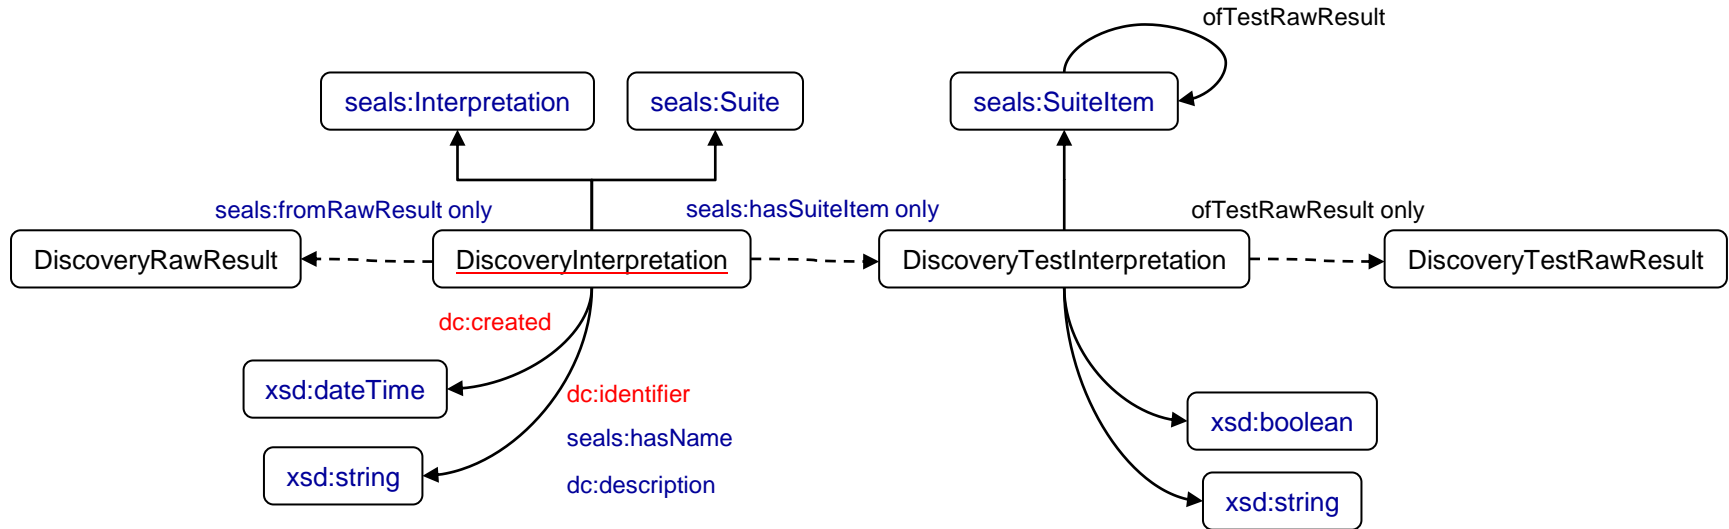 ofTestRawResult
seals:Interpretation
seals:Suite
seals:SuiteItem
seals:fromRawResult only
seals:hasSuiteItem only
ofTestRawResult only
DiscoveryRawResult
DiscoveryInterpretation
DiscoveryTestInterpretation
DiscoveryTestRawResult
dc:created
xsd:dateTime
dc:identifier
xsd:boolean
seals:hasName
xsd:string
dc:description
xsd:string